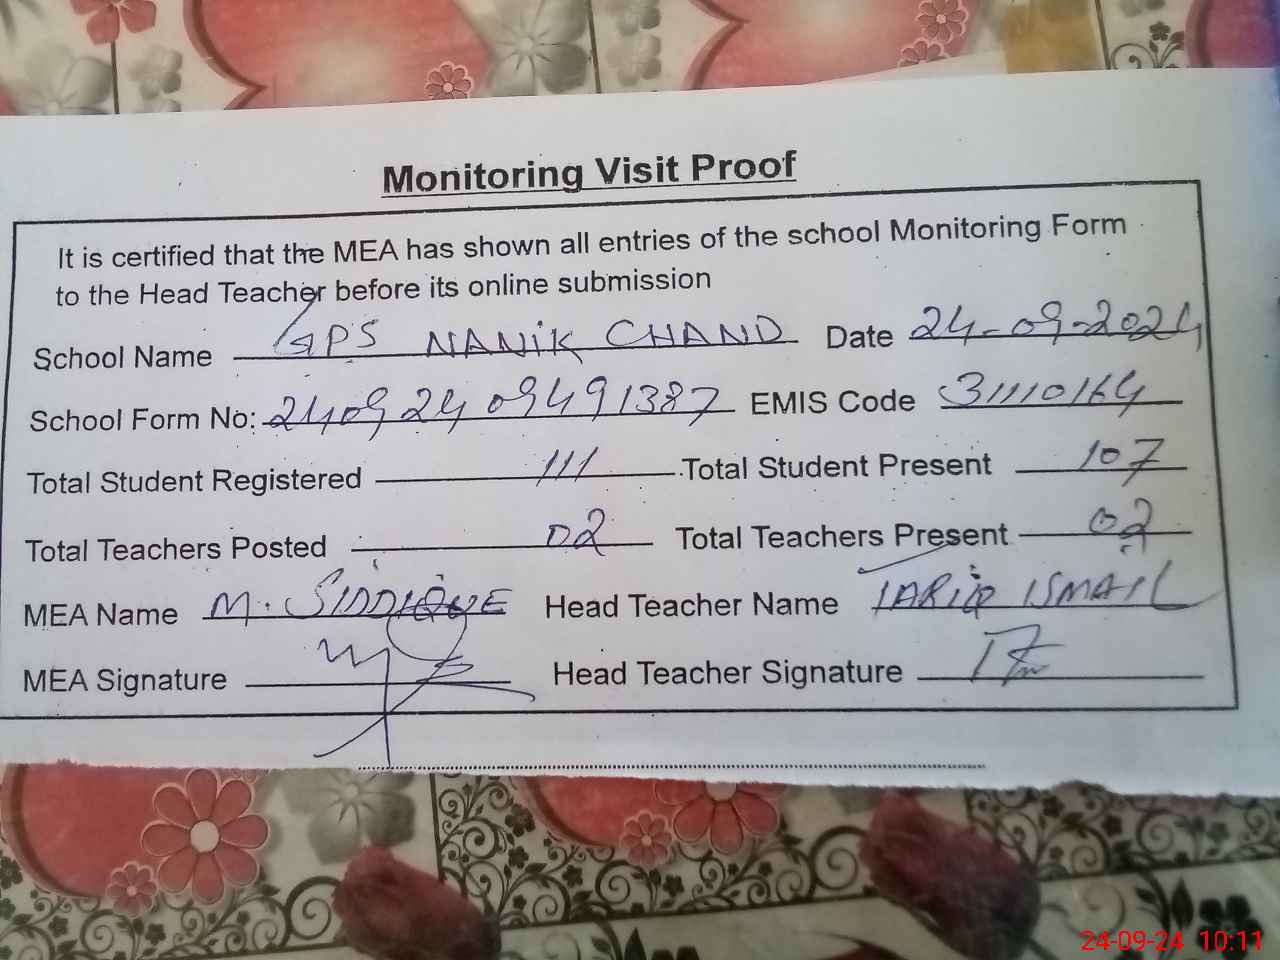 Monitoring Visit Proof
It is certified that the MEA has shown all entries of the school Monitoring Form
to the Head Teacher before its online submission
School Name GPS NANIK CHAND Date 24-09-2024
School Form No: 24092409491387 EMIS Code 31110164
Total Student Registered 111 Total Student Present 107
Total Teachers Posted 02 Total Teachers Present 02
MEA Name M. SIDDIQUE Head Teacher Name TARIQ ISMAIL
MEA Signature Head Teacher Signature
24-09-24 10:11